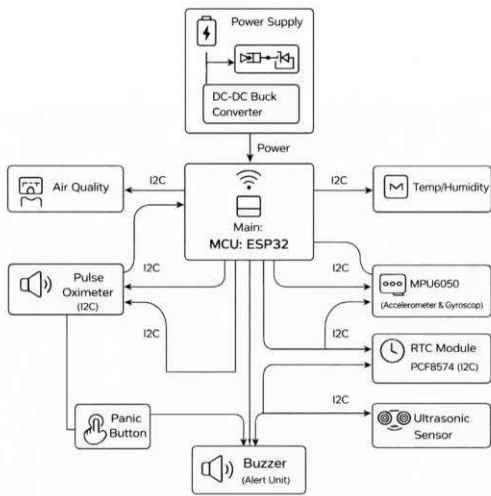 Power Supply
DC-DC Buck
Converter
Power
I2C
I2C
Air Quality
Main:
MCU: ESP32
Temp/Humidity
I2C
I2C
I2C
Pulse
Oximeter
(I2C)
MPU6050
(Accelerometer & Gyroscop)
I2C
I2C
RTC Module
PCF8574 (I2C)
I2C
Panic
Button
Ultrasonic
Sensor
Buzzer
(Alert Unit)